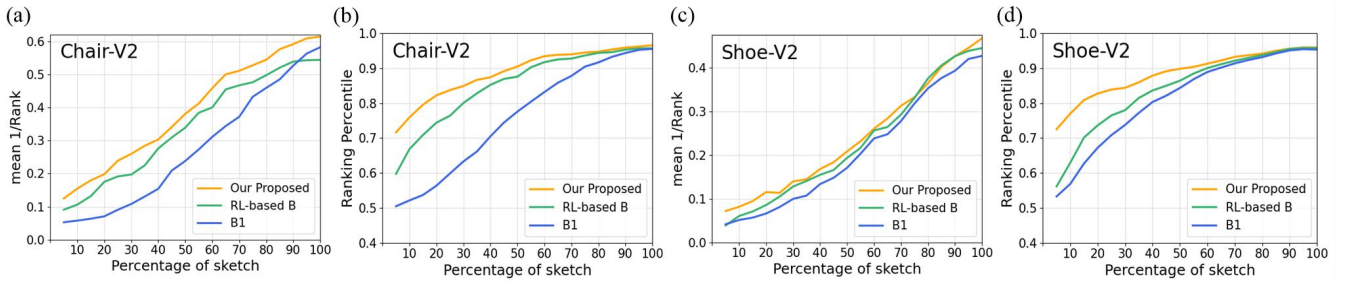 (a)
Chair-V2
mean 1/Rank
0.6
0.5
0.4
0.3
0.2
0.1
0.0
10 20 30 40 50 60 70 80 90 100
Percentage of sketch
Our Proposed
RL-based B
B1
(b)
Chair-V2
Ranking Percentile
1.0
0.9
0.8
0.7
0.6
0.5
0.4
10 20 30 40 50 60 70 80 90 100
Percentage of sketch
Our Proposed
RL-based B
B1
(c)
Shoe-V2
mean 1/Rank
0.4
0.3
0.2
0.1
0.0
10 20 30 40 50 60 70 80 90 100
Percentage of sketch
Our Proposed
RL-based B
B1
(d)
Shoe-V2
Ranking Percentile
1.0
0.9
0.8
0.7
0.6
0.5
0.4
10 20 30 40 50 60 70 80 90 100
Percentage of sketch
Our Proposed
RL-based B
B1